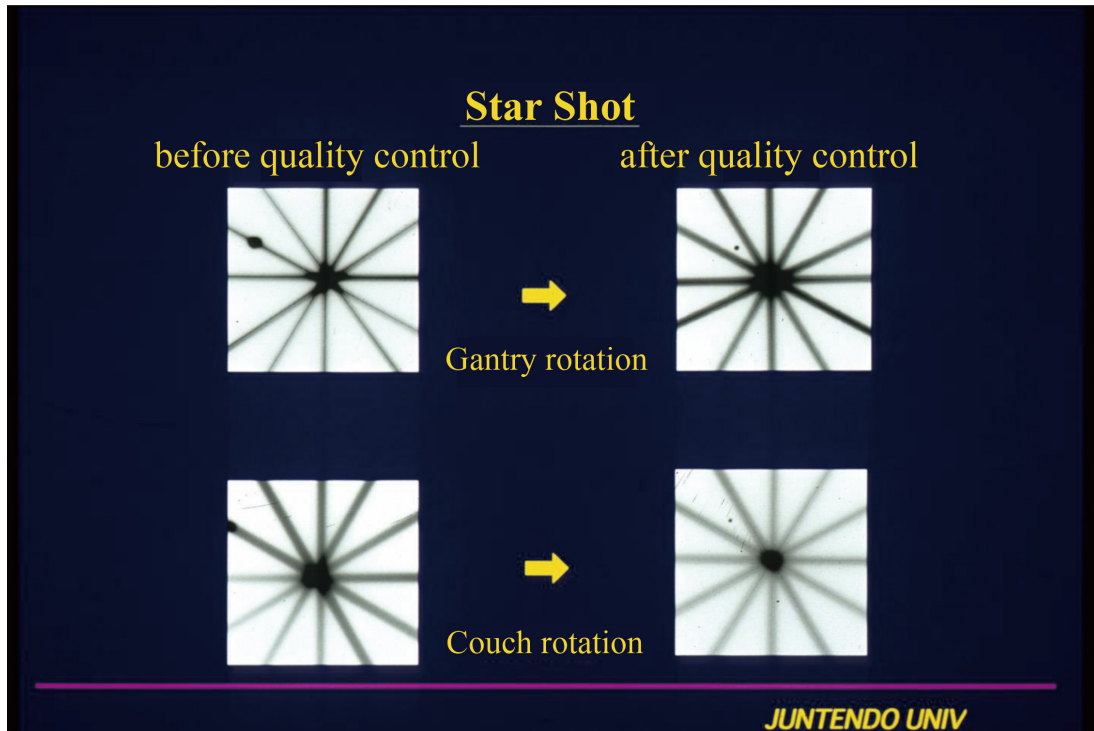 Star Shot
before quality control
after quality control
Gantry rotation
Couch rotation
JUNTENDO UNIV